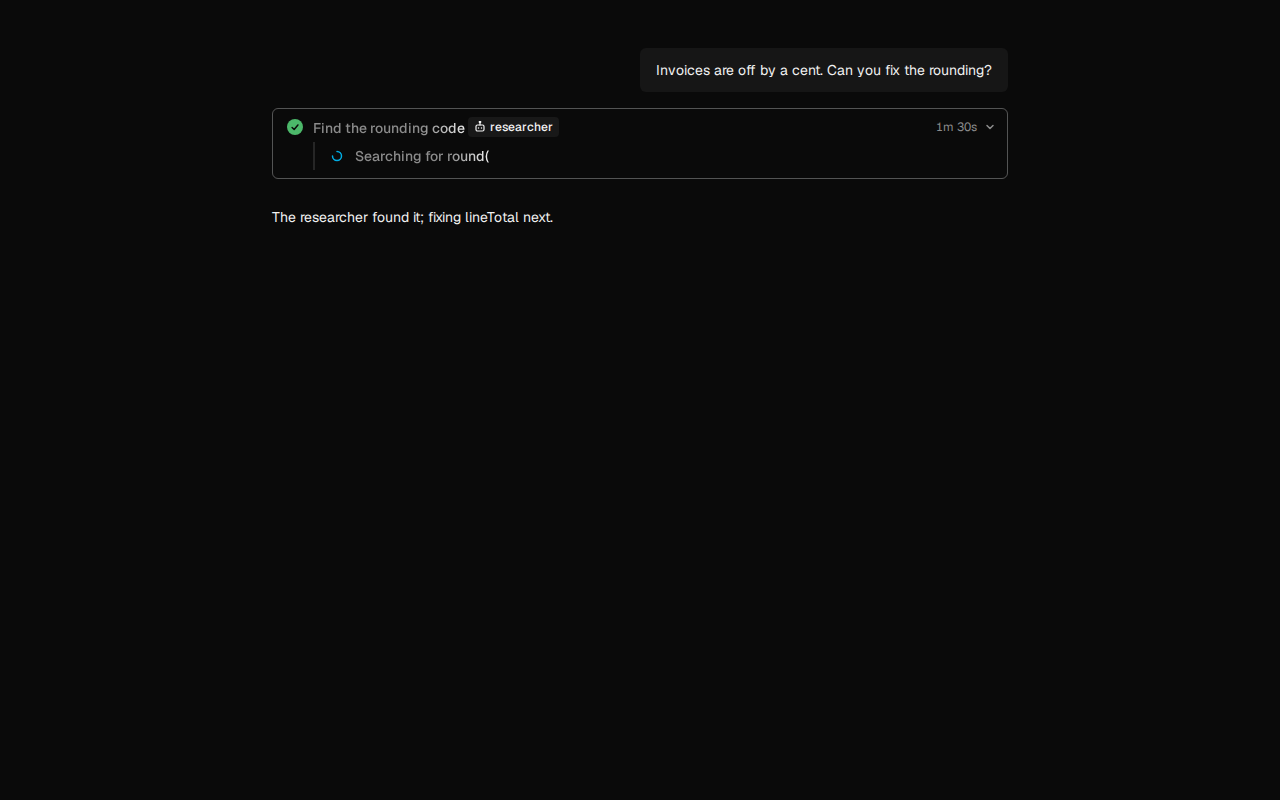 Invoices are off by a cent. Can you fix the rounding?
Find the rounding code researcher 1m 30s
Searching for round(
The researcher found it; fixing lineTotal next.